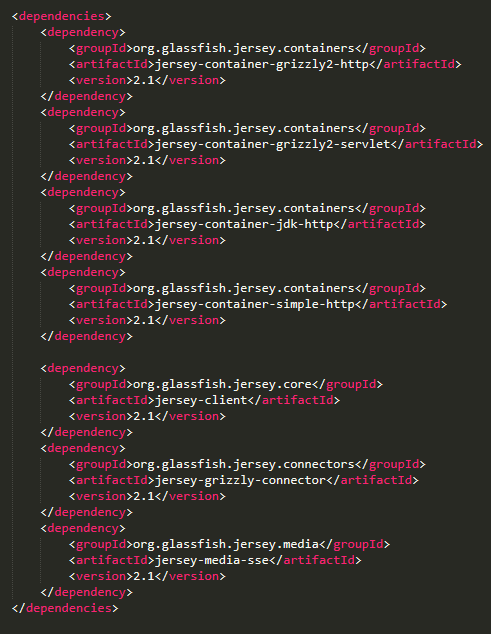 <dependencies>
    <dependency>
        <groupId>org.glassfish.jersey.containers</groupId>
        <artifactId>jersey-container-grizzly2-http</artifactId>
        <version>2.1</version>
    </dependency>
    <dependency>
        <groupId>org.glassfish.jersey.containers</groupId>
        <artifactId>jersey-container-grizzly2-servlet</artifactId>
        <version>2.1</version>
    </dependency>
    <dependency>
        <groupId>org.glassfish.jersey.containers</groupId>
        <artifactId>jersey-container-jdk-http</artifactId>
        <version>2.1</version>
    </dependency>
    <dependency>
        <groupId>org.glassfish.jersey.containers</groupId>
        <artifactId>jersey-container-simple-http</artifactId>
        <version>2.1</version>
    </dependency>

    <dependency>
        <groupId>org.glassfish.jersey.core</groupId>
        <artifactId>jersey-client</artifactId>
        <version>2.1</version>
    </dependency>
    <dependency>
        <groupId>org.glassfish.jersey.connectors</groupId>
        <artifactId>jersey-grizzly-connector</artifactId>
        <version>2.1</version>
    </dependency>
    <dependency>
        <groupId>org.glassfish.jersey.media</groupId>
        <artifactId>jersey-media-sse</artifactId>
        <version>2.1</version>
    </dependency>
</dependencies>